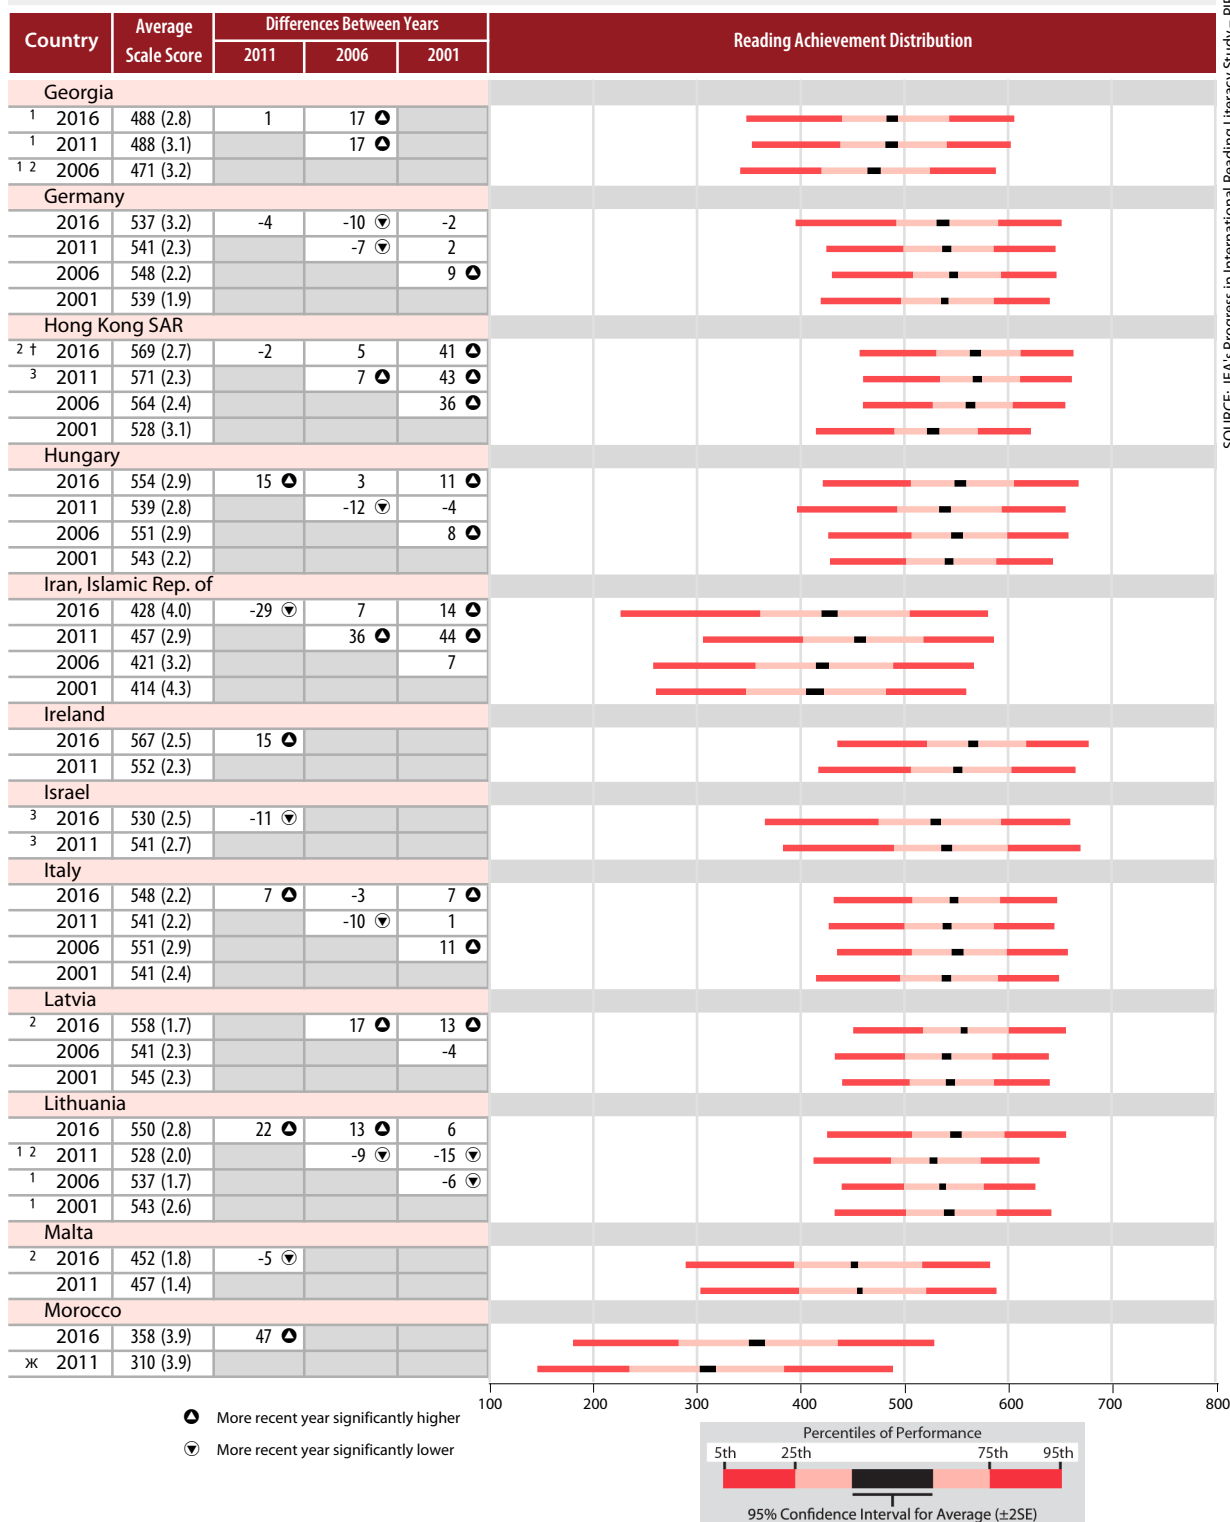 Country Average Scale Score Differences Between Years Reading Achievement Distribution
2011 2006 2001
Georgia
1 2016 488 (2.8) 1 17
1 2011 488 (3.1) 17
1 2 2006 471 (3.2)
Germany
2016 537 (3.2) -4 -10 -2
2011 541 (2.3) -7 2
2006 548 (2.2) 9
2001 539 (1.9)
Hong Kong SAR
2 † 2016 569 (2.7) -2 5 41
3 2011 571 (2.3) 7 43
2006 564 (2.4) 36
2001 528 (3.1)
Hungary
2016 554 (2.9) 15 3 11
2011 539 (2.8) -12 -4
2006 551 (2.9) 8
2001 543 (2.2)
Iran, Islamic Rep. of
2016 428 (4.0) -29 7 14
2011 457 (2.9) 36 44
2006 421 (3.2) 7
2001 414 (4.3)
Ireland
2016 567 (2.5) 15
2011 552 (2.3)
Israel
3 2016 530 (2.5) -11
3 2011 541 (2.7)
Italy
2016 548 (2.2) 7 -3 7
2011 541 (2.2) -10 1
2006 551 (2.9) 11
2001 541 (2.4)
Latvia
2 2016 558 (1.7) 17 13
2006 541 (2.3) -4
2001 545 (2.3)
Lithuania
2016 550 (2.8) 22 13 6
1 2 2011 528 (2.0) -9 -15
1 2006 537 (1.7) -6
1 2001 543 (2.6)
Malta
2 2016 452 (1.8) -5
2011 457 (1.4)
Morocco
2016 358 (3.9) 47
ж 2011 310 (3.9)
100 200 300 400 500 600 700 800
More recent year significantly higher
More recent year significantly lower
Percentiles of Performance
5th 25th 75th 95th
95% Confidence Interval for Average (±2SE)
SOURCE: IEA's Progress in International Reading Literacy Study –